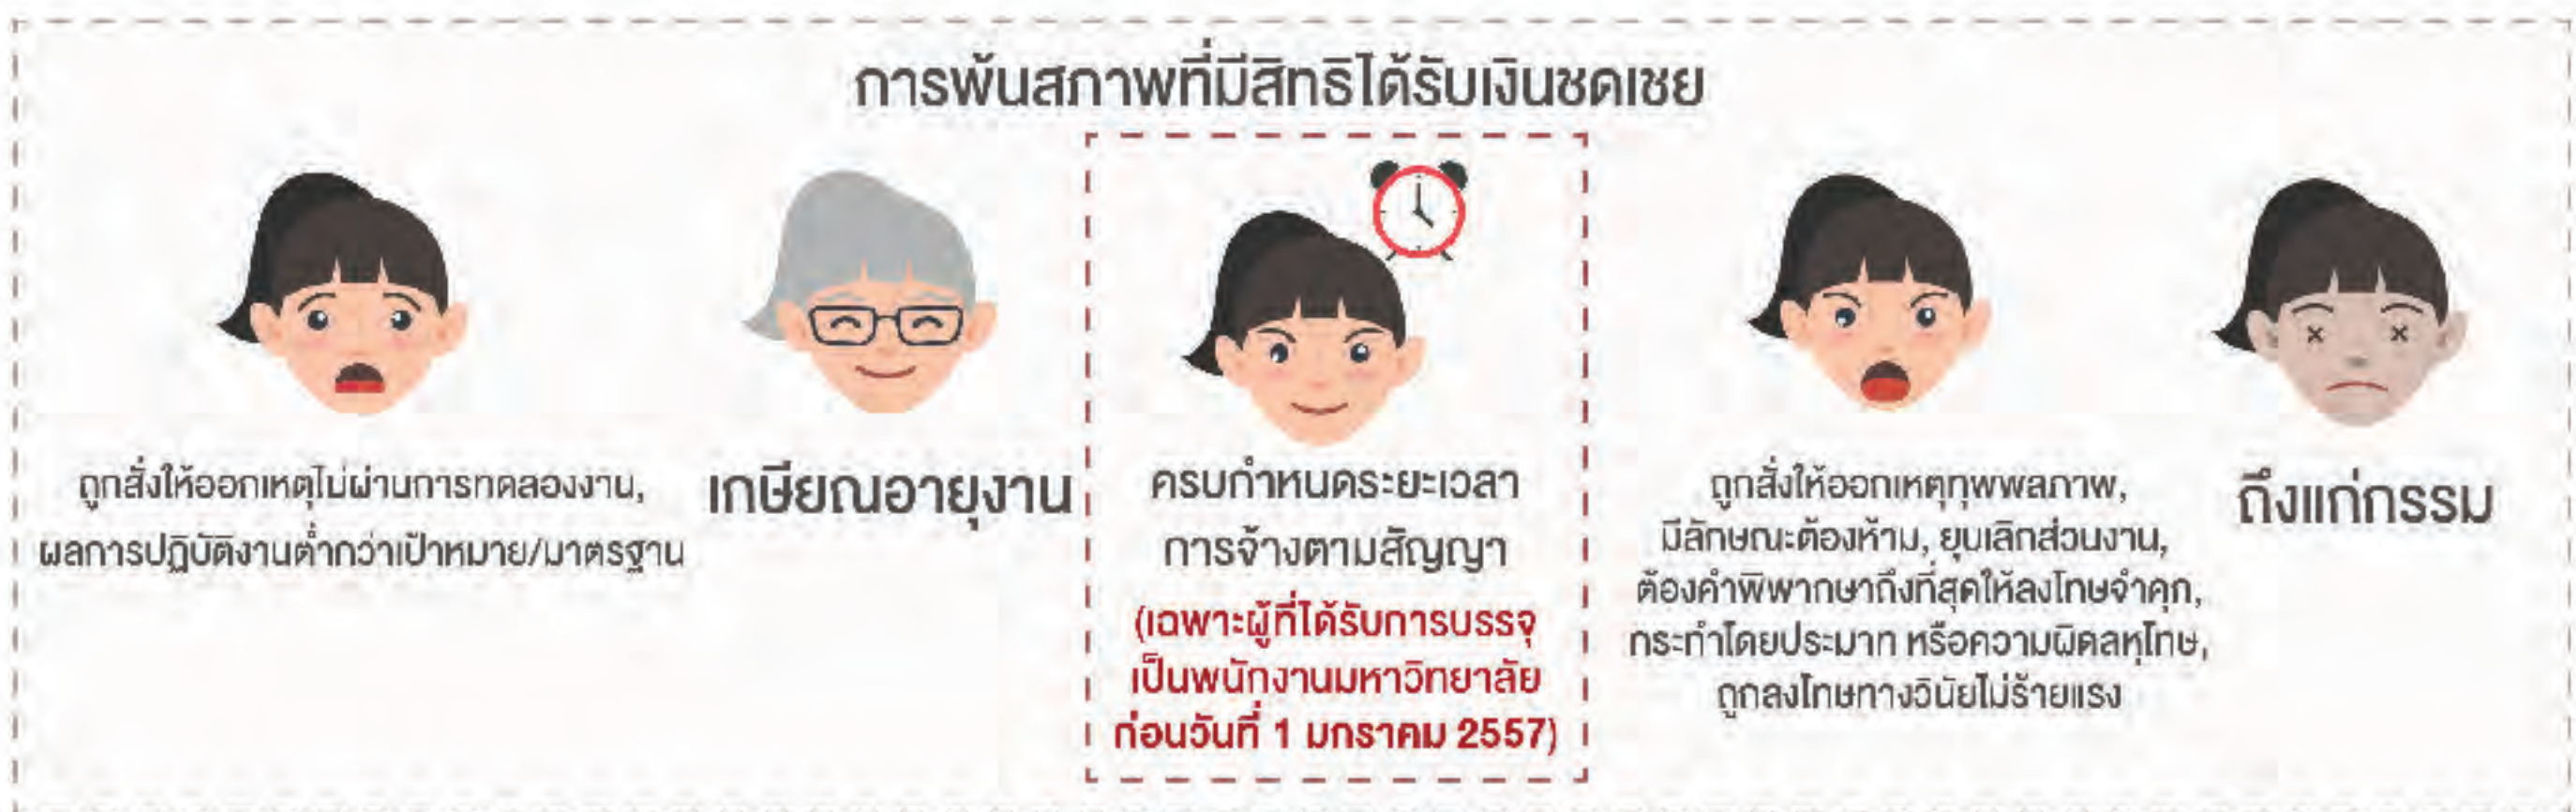 การพ้นสภาพที่มีสิทธิได้รับเงินชดเชย
ถูกสั่งให้ออกเหตุไม่ผ่านการทดลองงาน,
ผลการปฏิบัติงานต่ำกว่าเป้าหมาย/มาตรฐาน
เกษียณอายุงาน
ครบกำหนดระยะเวลา
การจ้างตามสัญญา
(เฉพาะผู้ที่ได้รับการบรรจุ
เป็นพนักงานมหาวิทยาลัย
ก่อนวันที่ 1 มกราคม 2557)
ถูกสั่งให้ออกเหตุทุพพลภาพ,
มีลักษณะต้องห้าม, ยุบเลิกส่วนงาน,
ต้องคำพิพากษาถึงที่สุดให้ลงโทษจำคุก,
กระทำโดยประมาท หรือความผิดลหุโทษ,
ถูกลงโทษทางวินัยไม่ร้ายแรง
ถึงแก่กรรม